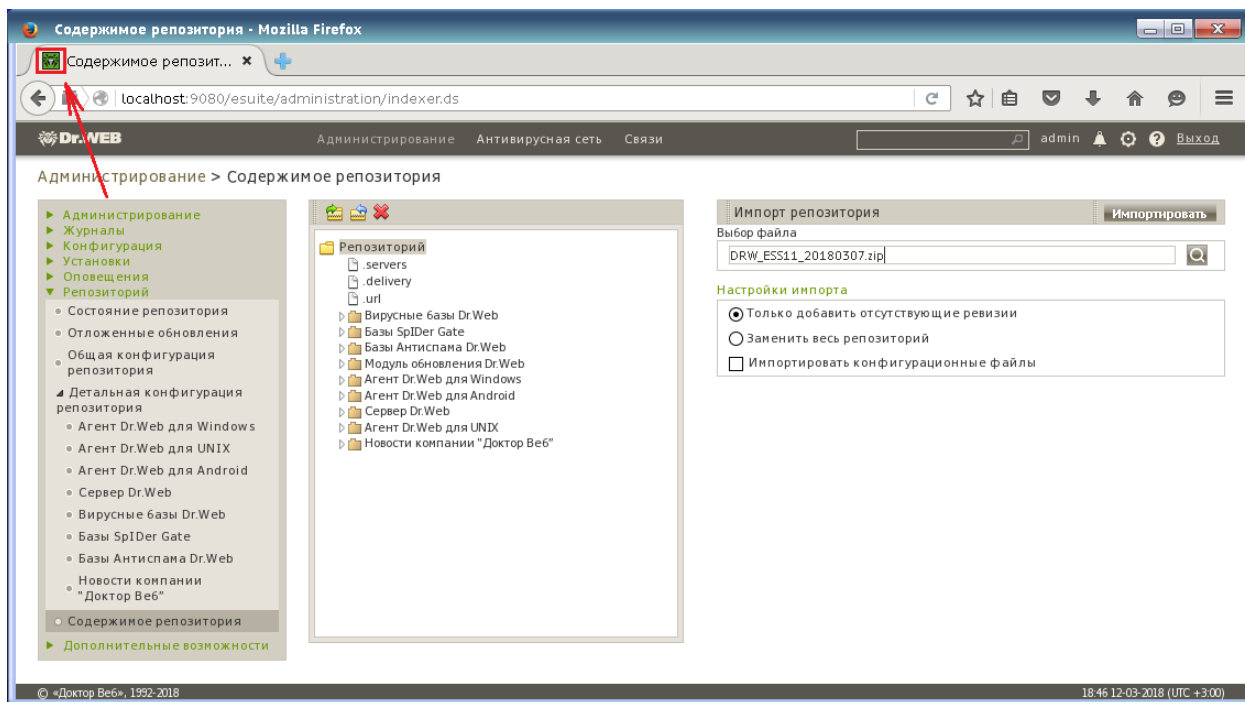 Содержимое репозитория - Mozilla Firefox
Содержимое репозит...
localhost:9080/esuite/administration/indexer.ds
Dr.WEB
Администрирование Антивирусная сеть Связи
admin
Выход
Администрирование > Содержимое репозитория
Администрирование
Журналы
Конфигурация
Установки
Оповещения
Репозиторий
Состояние репозитория
Отложенные обновления
Общая конфигурация
репозитория
Детальная конфигурация
репозитория
Агент Dr.Web для Windows
Агент Dr.Web для UNIX
Агент Dr.Web для Android
Сервер Dr.Web
Вирусные базы Dr.Web
Базы SpIDer Gate
Базы Антиспама Dr.Web
Новости компании
"Доктор Веб"
Содержимое репозитория
Дополнительные возможности
Репозиторий
.servers
.delivery
.url
Вирусные базы Dr.Web
Базы SpIDer Gate
Базы Антиспама Dr.Web
Модуль обновления Dr.Web
Агент Dr.Web для Windows
Агент Dr.Web для Android
Сервер Dr.Web
Агент Dr.Web для UNIX
Новости компании "Доктор Веб"
Импорт репозитория
Импортировать
Выбор файла
DRW_ESS11_20180307.zip
Настройки импорта
Только добавить отсутствующие ревизии
Заменить весь репозиторий
Импортировать конфигурационные файлы
© «Доктор Веб», 1992-2018
18:46 12-03-2018 (UTC +3:00)